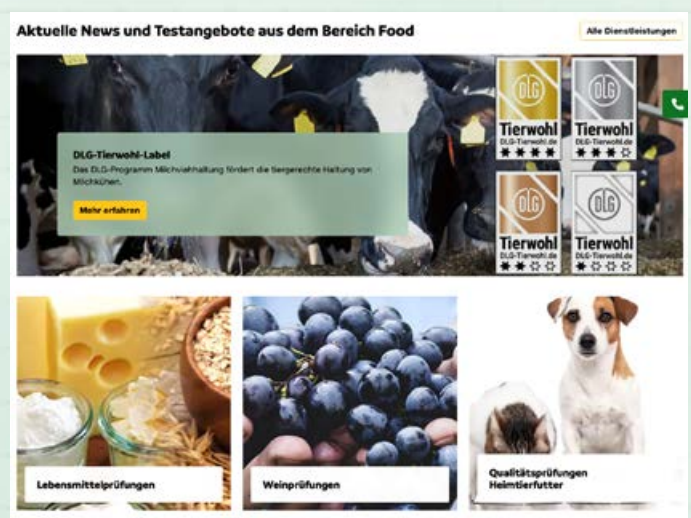 Aktuelle News und Testangebote aus dem Bereich Food
Alle Dienstleistungen
DLG-Tierwohl-Label
Das DLG-Programm Milchviehhaltung fördert die tiergerechte Haltung von
Milchkühen.
Mehr erfahren
DLG
Tierwohl
DLG-Tierwohl.de
DLG
Tierwohl
DLG-Tierwohl.de
DLG
Tierwohl
DLG-Tierwohl.de
DLG
Tierwohl
DLG-Tierwohl.de
Lebensmittelprüfungen
Weinprüfungen
Qualitätsprüfungen
Heimtierfutter